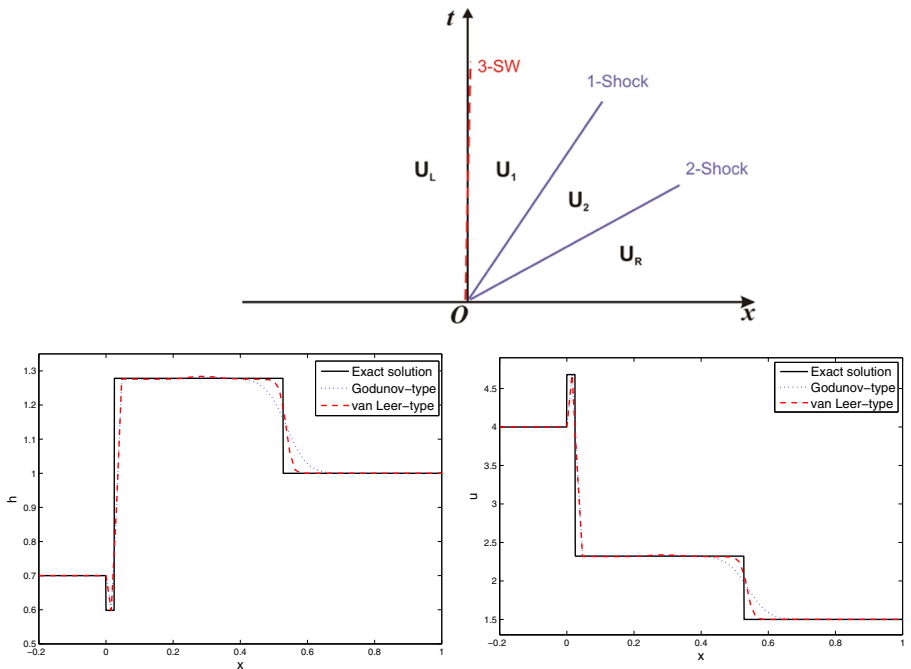 t
3-SW
1-Shock
U_L
U_1
2-Shock
U_2
U_R
O
x
Exact solution
Godunov-type
van Leer-type
1.3
1.2
1.1
1
0.9
0.8
0.7
0.6
0.5
h
−0.2
0
0.2
0.4
0.6
0.8
1
x
Exact solution
Godunov-type
van Leer-type
4.5
4
3.5
3
2.5
2
1.5
1
u
−0.2
0
0.2
0.4
0.6
0.8
1
x